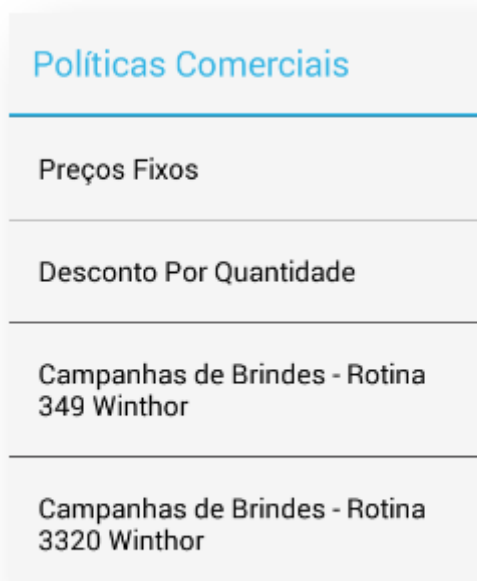 Políticas Comerciais
Preços Fixos
Desconto Por Quantidade
Campanhas de Brindes - Rotina
349 Winthor
Campanhas de Brindes - Rotina
3320 Winthor